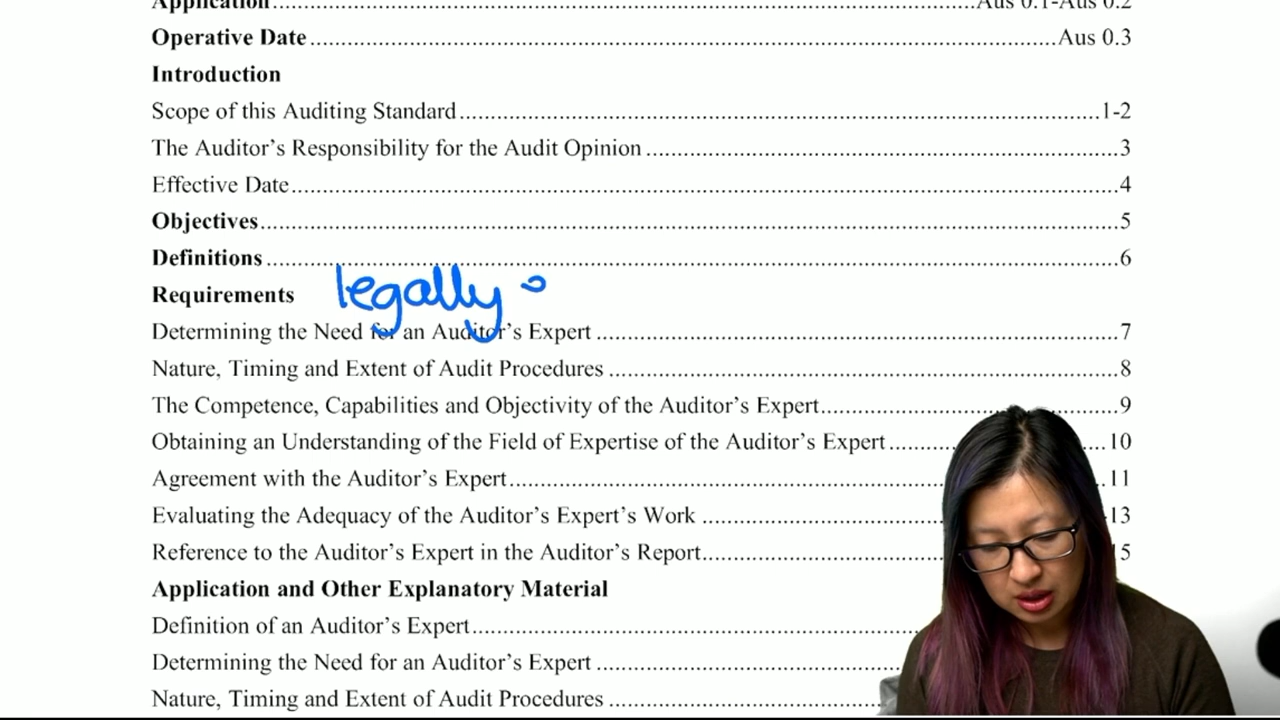 Application.....Aus 0.1-Aus 0.2
Operative Date.....Aus 0.3
Introduction
Scope of this Auditing Standard.....1-2
The Auditor's Responsibility for the Audit Opinion.....3
Effective Date.....4
Objectives.....5
Definitions.....6
legally
Requirements
Determining the Need for an Auditor's Expert.....7
Nature, Timing and Extent of Audit Procedures.....8
The Competence, Capabilities and Objectivity of the Auditor's Expert.....9
Obtaining an Understanding of the Field of Expertise of the Auditor's Expert.....10
Agreement with the Auditor's Expert.....11
Evaluating the Adequacy of the Auditor's Expert's Work.....13
Reference to the Auditor's Expert in the Auditor's Report.....15
Application and Other Explanatory Material
Definition of an Auditor's Expert.....
Determining the Need for an Auditor's Expert.....
Nature, Timing and Extent of Audit Procedures.....